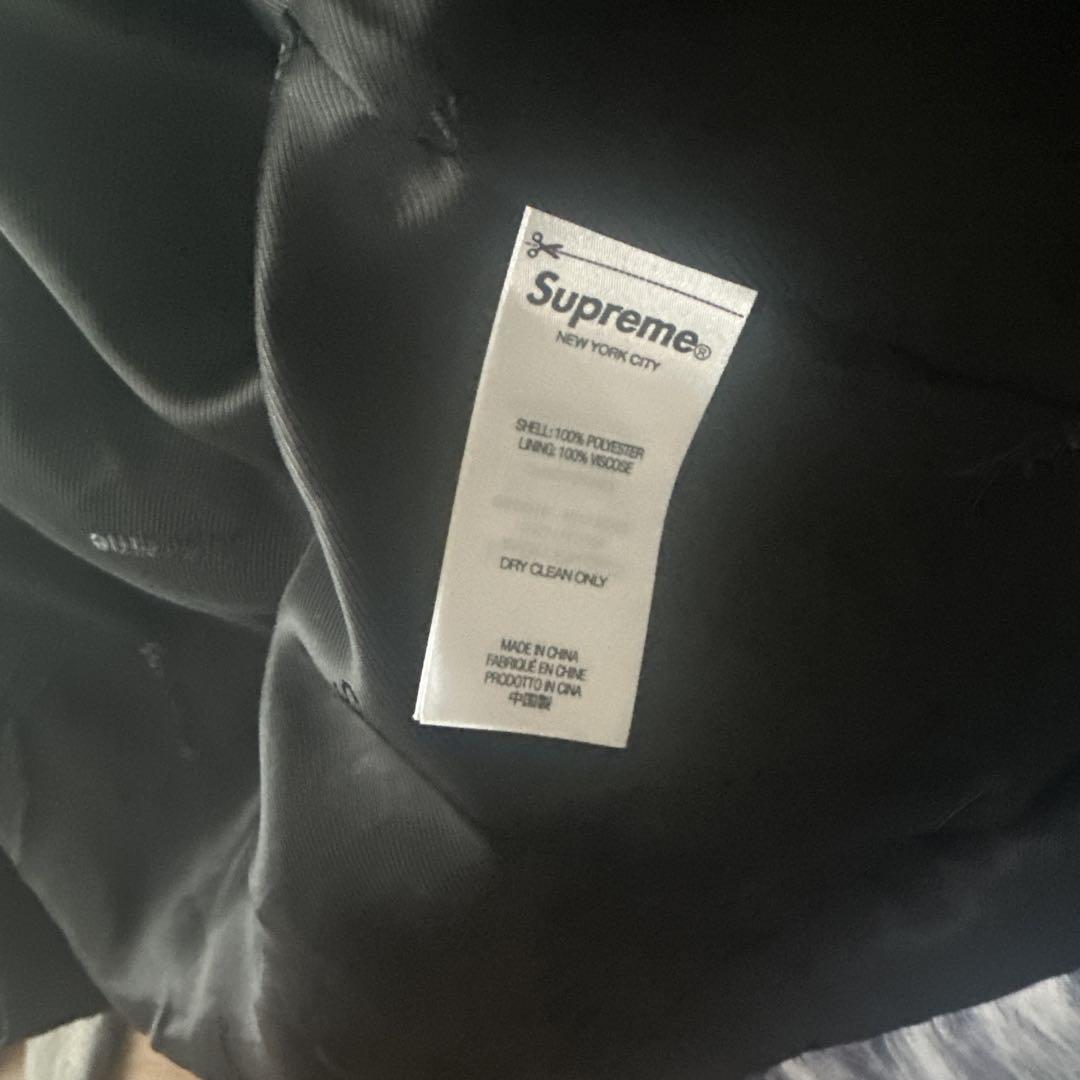 Supreme®
NEW YORK CITY
SHELL: 100% POLYESTER
LINING: 100% VISCOSE
DRY CLEAN ONLY
MADE IN CHINA
FABRIQUÉ EN CHINE
PRODOTTO IN CINA
中国製